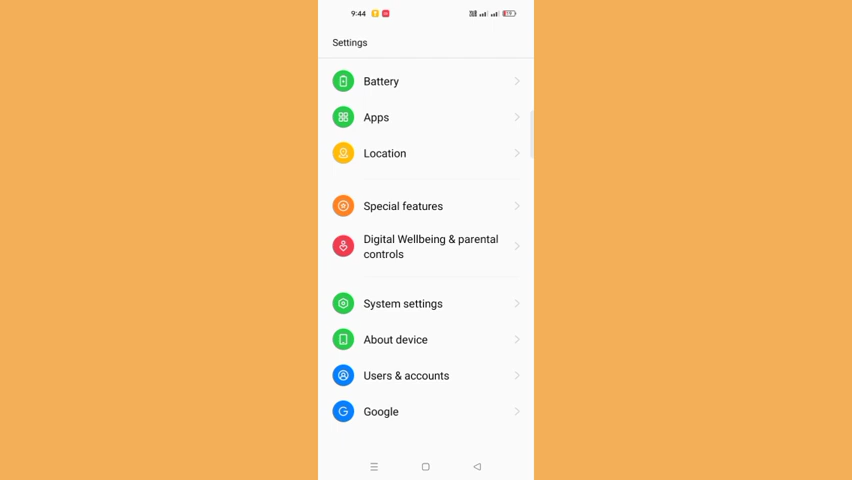 9:44
Settings
Battery
Apps
Location
Special features
Digital Wellbeing & parental
controls
System settings
About device
Users & accounts
Google